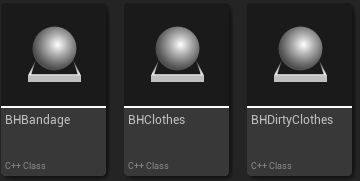 BHBandage
BHClothes
BHDirtyClothes
C++ Class
C++ Class
C++ Class